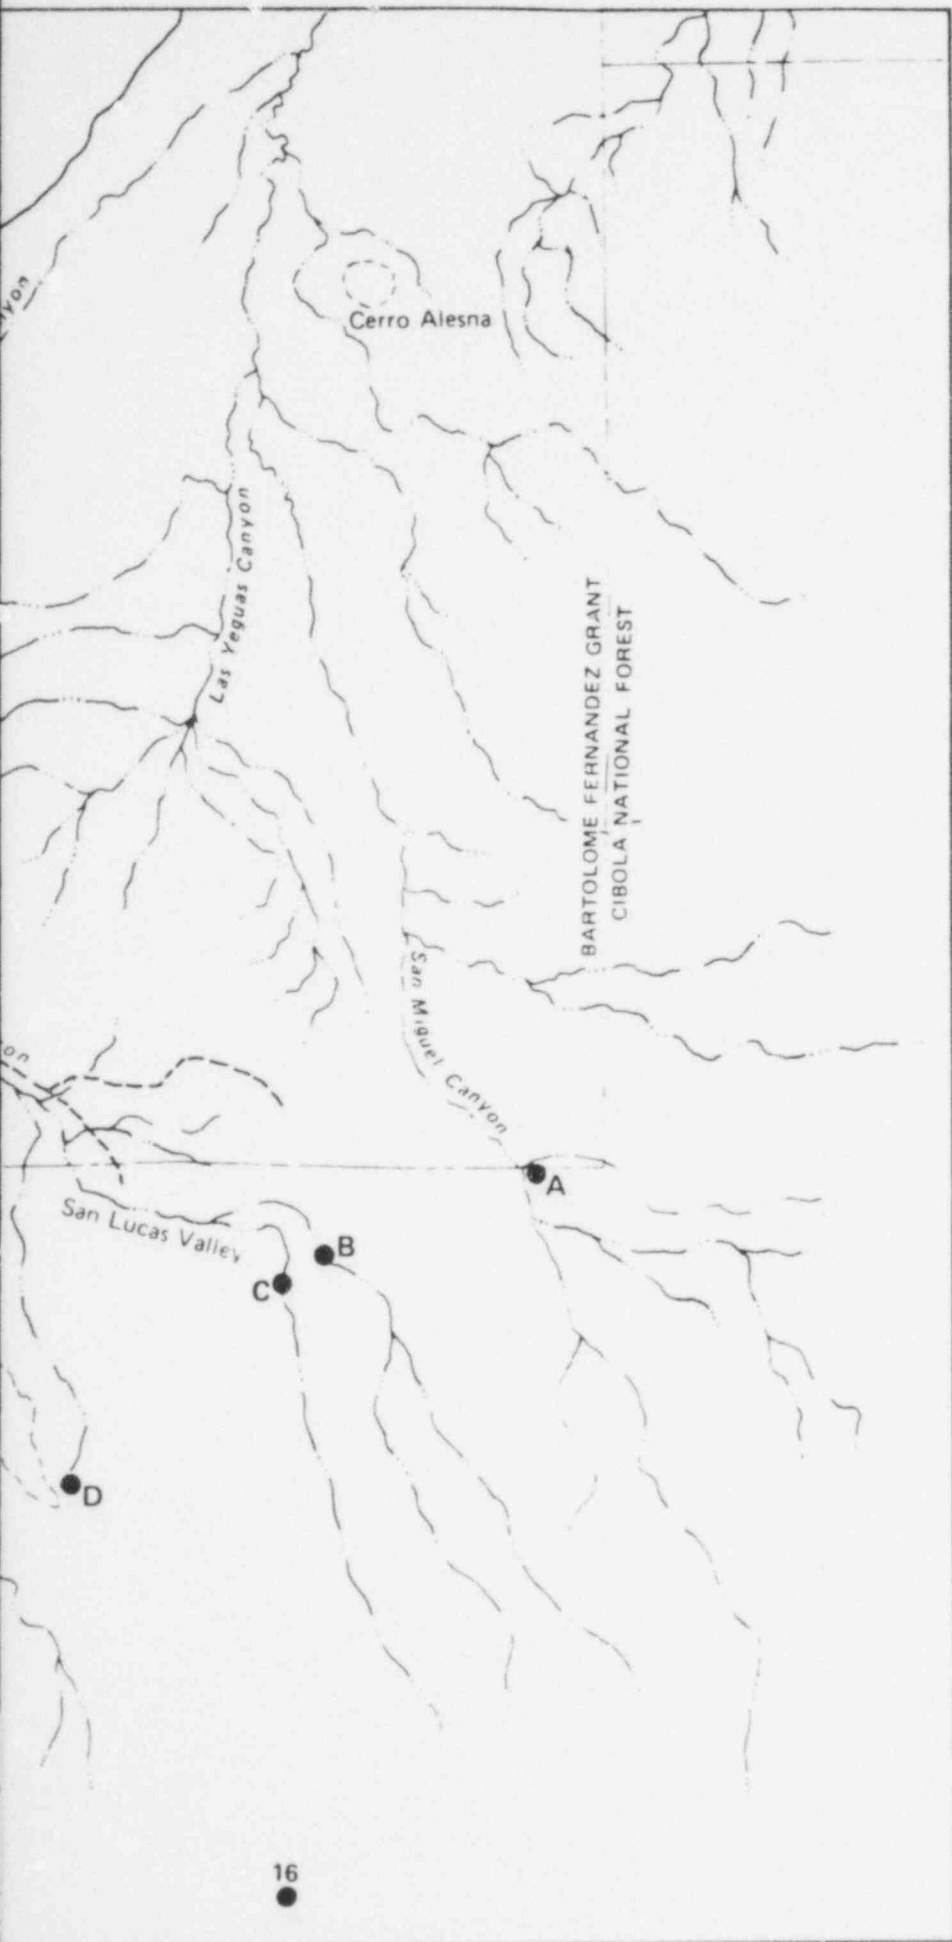 Cerro Alesna
Las Yeguas Canyon
BARTOLOME FERNANDEZ GRANT
CIBOLA NATIONAL FOREST
San Miguel Canyon
A
San Lucas Valley
B
C
D
16